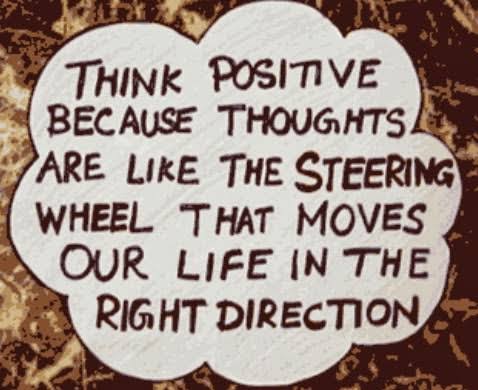 THINK POSITIVE
BECAUSE THOUGHTS
ARE LIKE THE STEERING
WHEEL THAT MOVES
OUR LIFE IN THE
RIGHT DIRECTION